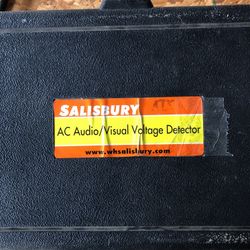 SALISBURY
AC Audio/Visual Voltage Detector
www.whsalisbury.com